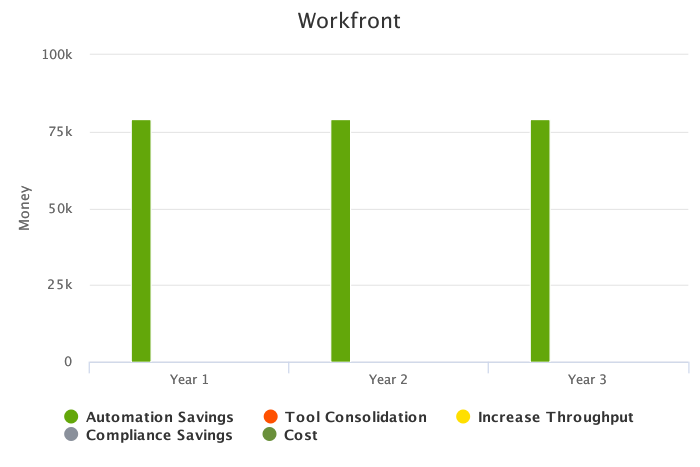 Workfront
100k
75k
50k
25k
0
Money
Year 1
Year 2
Year 3
Automation Savings
Tool Consolidation
Increase Throughput
Compliance Savings
Cost